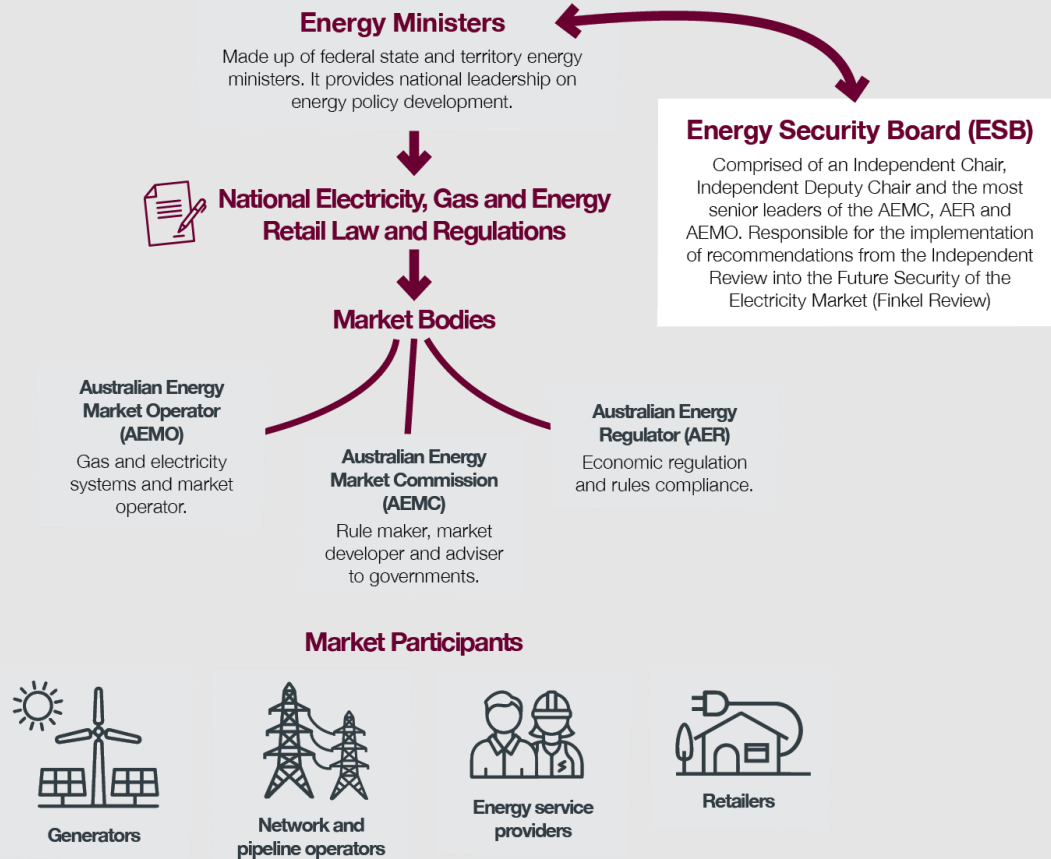 Energy Ministers
Made up of federal state and territory energy
ministers. It provides national leadership on
energy policy development.
Energy Security Board (ESB)
Comprised of an Independent Chair,
Independent Deputy Chair and the most
senior leaders of the AEMC, AER and
AEMO. Responsible for the implementation
of recommendations from the Independent
Review into the Future Security of the
Electricity Market (Finkel Review)
National Electricity, Gas and Energy
Retail Law and Regulations
Market Bodies
Australian Energy
Market Operator
(AEMO)
Gas and electricity
systems and market
operator.
Australian Energy
Market Commission
(AEMC)
Rule maker, market
developer and adviser
to governments.
Australian Energy
Regulator (AER)
Economic regulation
and rules compliance.
Market Participants
Generators
Network and
pipeline operators
Energy service
providers
Retailers